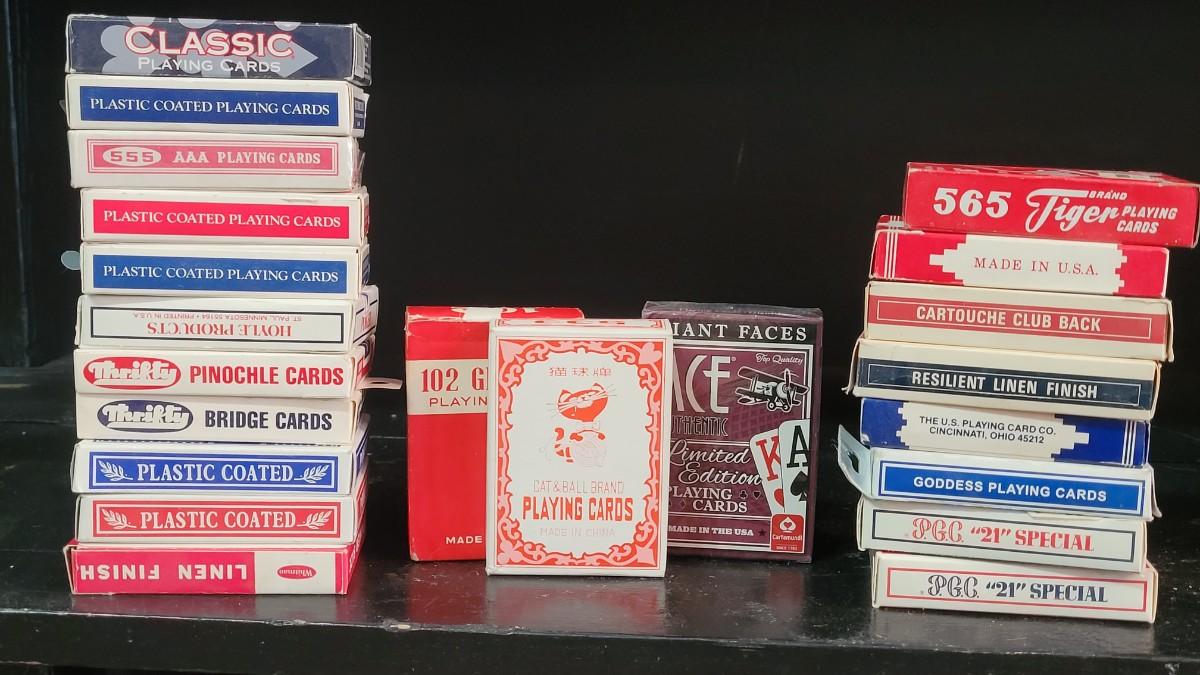 CLASSIC
PLAYING CARDS
PLASTIC COATED PLAYING CARDS
555 AAA PLAYING CARDS
PLASTIC COATED PLAYING CARDS
PLASTIC COATED PLAYING CARDS
HOYLE PRODUCTS
ST. PAUL, MINNESOTA 55164 • PRINTED IN U.S.A.
Thrifty PINOCHLE CARDS
Thrifty BRIDGE CARDS
PLASTIC COATED
PLASTIC COATED
Whitman LINEN FINISH
102 G
PLAYIN
MADE
猫球牌
CAT & BALL BRAND
PLAYING CARDS
MADE IN CHINA
IANT FACES
ACE
Top Quality
THENTIC
Limited
Edition
PLAYING
CARDS
K A
MADE IN THE USA
Cartamundi
565 Tiger BRAND PLAYING
CARDS
MADE IN U.S.A.
CARTOUCHE CLUB BACK
RESILIENT LINEN FINISH
THE U.S. PLAYING CARD CO.
CINCINNATI, OHIO 45212
GODDESS PLAYING CARDS
P.G.C. “21” SPECIAL
P.G.C. “21” SPECIAL